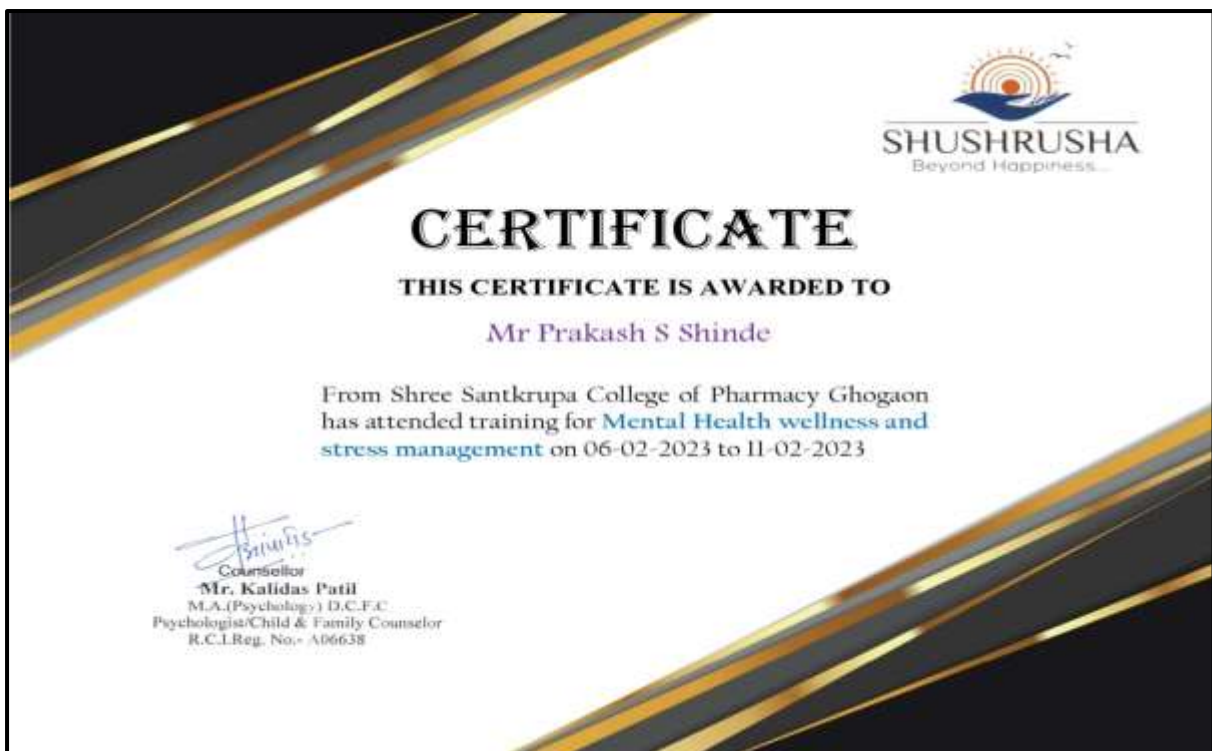 SHUSHRUSHA
Beyond Happiness...
CERTIFICATE
THIS CERTIFICATE IS AWARDED TO
Mr Prakash S Shinde
From Shree Santkrupa College of Pharmacy Ghogaon
has attended training for Mental Health wellness and
stress management on 06-02-2023 to 11-02-2023
Counsellor
Mr. Kalidas Patil
M.A.(Psychology) D.C.F.C
Psychologist/Child & Family Counselor
R.C.I.Reg. No.- A06638